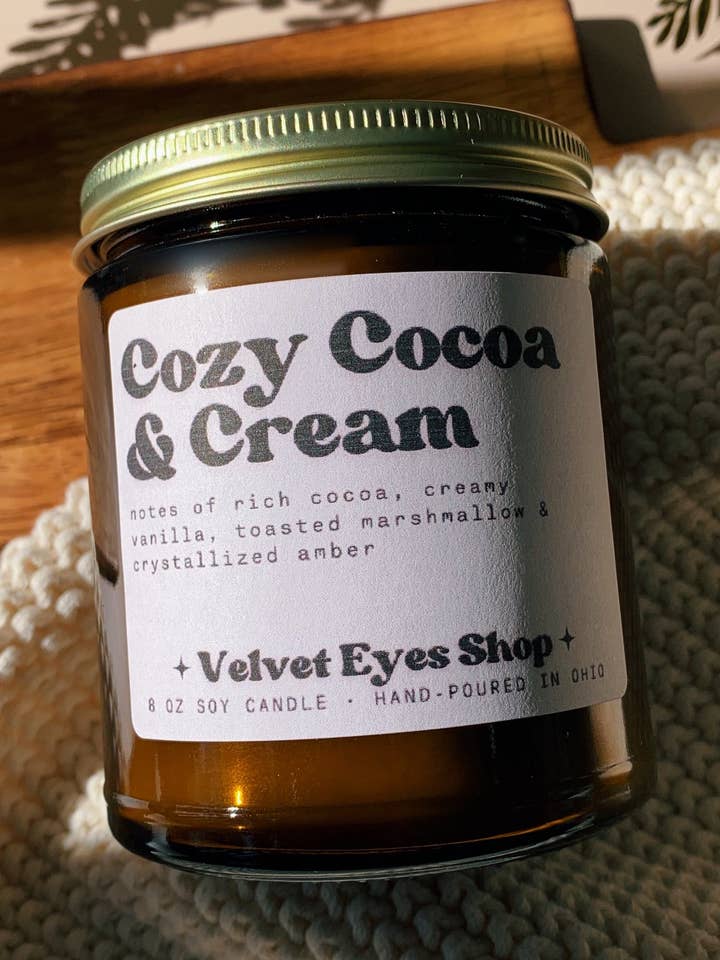 Cozy Cocoa
& Cream
notes of rich cocoa, creamy
vanilla, toasted marshmallow &
crystallized amber
Velvet Eyes Shop
8 OZ SOY CANDLE · HAND-POURED IN OHIO